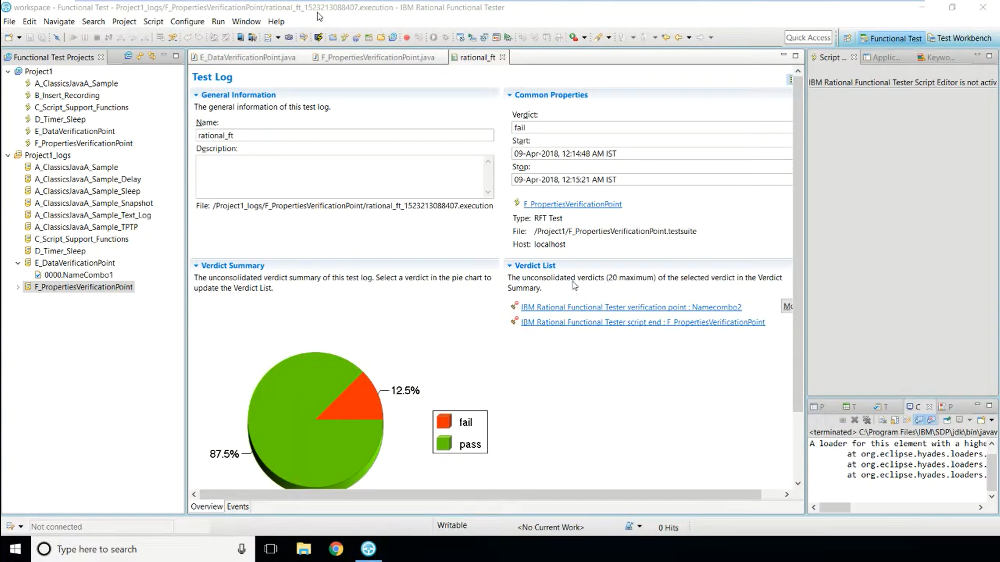 workspace - Functional Test - Project1_logs/F_PropertiesVerificationPoint/rational_ft_1523213088407.execution - IBM Rational Functional Tester
File Edit Navigate Search Project Script Configure Run Window Help
Quick Access
Functional Test
Test Workbench
Functional Test Projects
Project1
A_ClassicsJavaA_Sample
B_Insert_Recording
C_Script_Support_Functions
D_Timer_Sleep
E_DataVerificationPoint
F_PropertiesVerificationPoint
Project1_logs
A_ClassicsJavaA_Sample
A_ClassicsJavaA_Sample_Delay
A_ClassicsJavaA_Sample_Sleep
A_ClassicsJavaA_Sample_Snapshot
A_ClassicsJavaA_Sample_Text_Log
A_ClassicsJavaA_Sample_TPTP
C_Script_Support_Functions
D_Timer_Sleep
E_DataVerificationPoint
0000.NameCombo1
F_PropertiesVerificationPoint
E_DataVerificationPoint.java
F_PropertiesVerificationPoint.java
rational_ft
Test Log
General Information
The general information of this test log.
Name:
rational_ft
Description:
File: /Project1_logs/F_PropertiesVerificationPoint/rational_ft_1523213088407.execution
Common Properties
Verdict:
fail
Start:
09-Apr-2018, 12:14:48 AM IST
Stop:
09-Apr-2018, 12:15:21 AM IST
F_PropertiesVerificationPoint
Type: RFT Test
File: /Project1/F_PropertiesVerificationPoint.testsuite
Host: localhost
Verdict Summary
The unconsolidated verdict summary of this test log. Select a verdict in the pie chart to
update the Verdict List.
12.5%
87.5%
fail
pass
Verdict List
The unconsolidated verdicts (20 maximum) of the selected verdict in the Verdict
Summary.
IBM Rational Functional Tester verification point : Namecombo2
Mo
IBM Rational Functional Tester script end : F_PropertiesVerificationPoint
Overview Events
Script ...
Applic...
Keywo...
IBM Rational Functional Tester Script Editor is not activ
P
T
T
C
P
<terminated> C:\Program Files\IBM\SDP\jdk\bin\javaw
A loader for this element with a highe
at org.eclipse.hyades.loaders.
at org.eclipse.hyades.loaders.
at org.eclipse.hyades.loaders.
Not connected
Writable
<No Current Work>
0 Hits
Type here to search